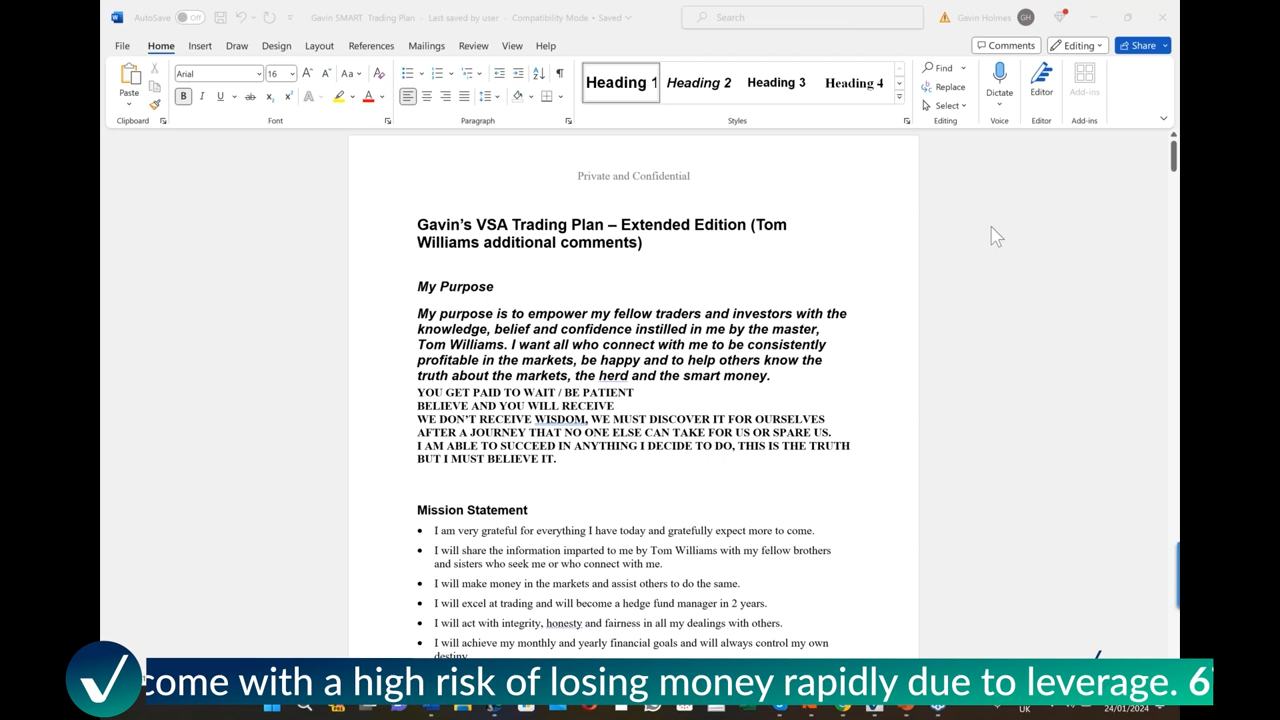 AutoSave Off Gavin SMART Trading Plan - Last saved by user - Compatibility Mode • Saved Search Gavin Holmes GH
File Home Insert Draw Design Layout References Mailings Review View Help Comments Editing Share
Arial 16 Heading 1 Heading 2 Heading 3 Heading 4 Find
Paste Replace Dictate Editor Add-ins
Select
Clipboard Font Paragraph Styles Editing Voice Editor Add-ins
Private and Confidential
Gavin’s VSA Trading Plan – Extended Edition (Tom
Williams additional comments)
My Purpose
My purpose is to empower my fellow traders and investors with the
knowledge, belief and confidence instilled in me by the master,
Tom Williams. I want all who connect with me to be consistently
profitable in the markets, be happy and to help others know the
truth about the markets, the herd and the smart money.
YOU GET PAID TO WAIT / BE PATIENT
BELIEVE AND YOU WILL RECEIVE
WE DON’T RECEIVE WISDOM, WE MUST DISCOVER IT FOR OURSELVES
AFTER A JOURNEY THAT NO ONE ELSE CAN TAKE FOR US OR SPARE US.
I AM ABLE TO SUCCEED IN ANYTHING I DECIDE TO DO, THIS IS THE TRUTH
BUT I MUST BELIEVE IT.
Mission Statement
• I am very grateful for everything I have today and gratefully expect more to come.
• I will share the information imparted to me by Tom Williams with my fellow brothers
and sisters who seek me or who connect with me.
• I will make money in the markets and assist others to do the same.
• I will excel at trading and will become a hedge fund manager in 2 years.
• I will act with integrity, honesty and fairness in all my dealings with others.
• I will achieve my monthly and yearly financial goals and will always control my own
destiny
come with a high risk of losing money rapidly due to leverage. 6
UK 24/01/2024